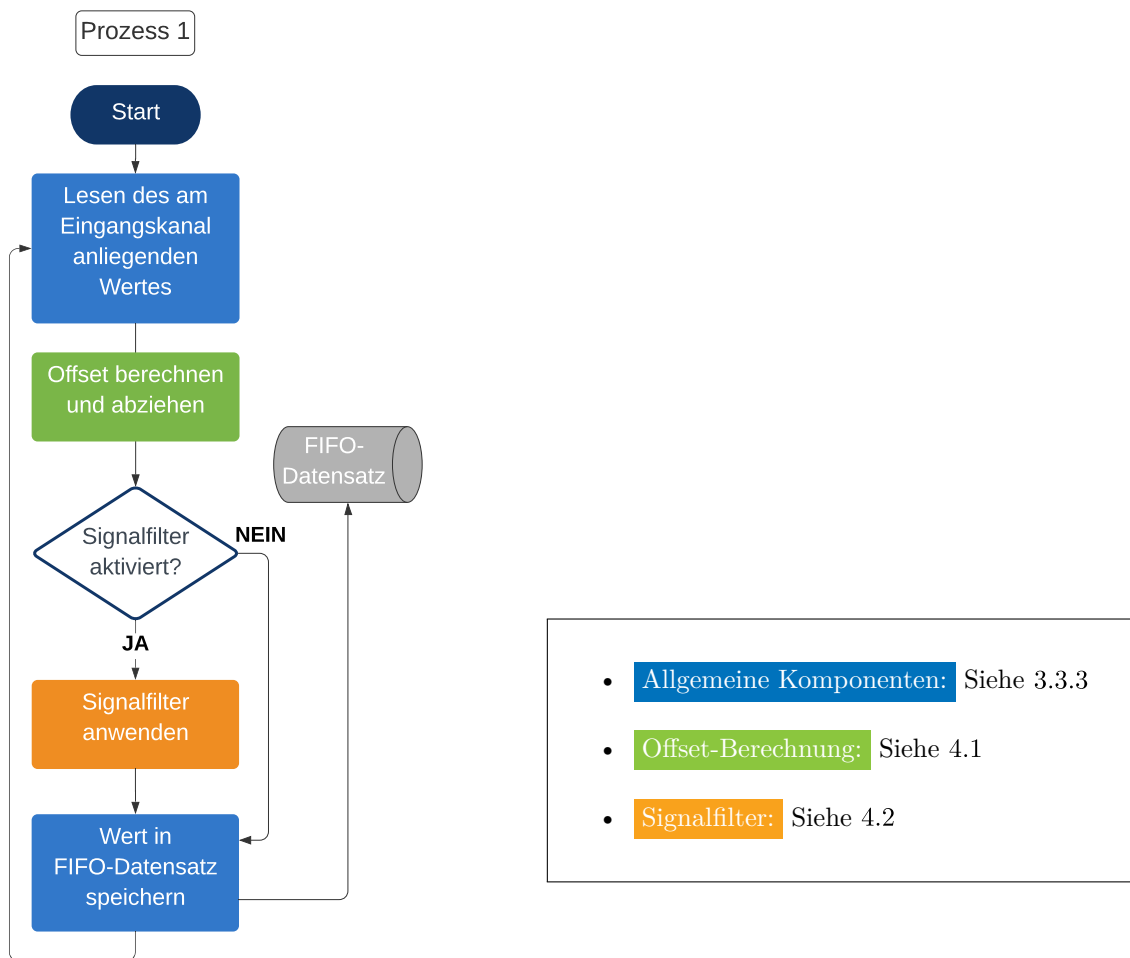 Prozess 1
Start
Lesen des am
Eingangskanal
anliegenden
Wertes
Offset berechnen
und abziehen
FIFO-
Datensatz
Signalfilter
aktiviert?
NEIN
JA
Signalfilter
anwenden
Wert in
FIFO-Datensatz
speichern
• Allgemeine Komponenten: Siehe 3.3.3
• Offset-Berechnung: Siehe 4.1
• Signalfilter: Siehe 4.2